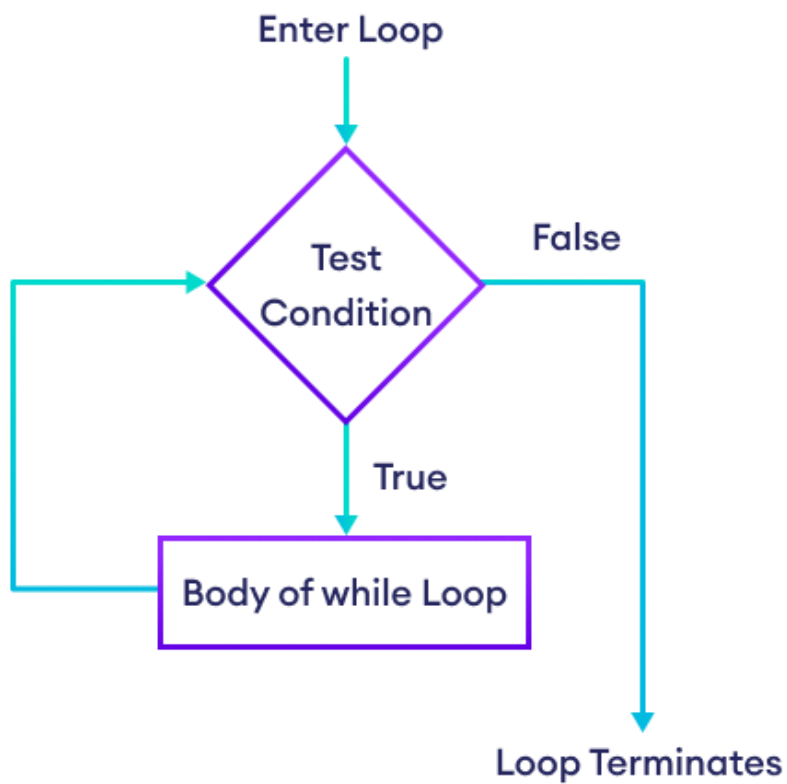 Enter Loop
Test
Condition
False
True
Body of while Loop
Loop Terminates